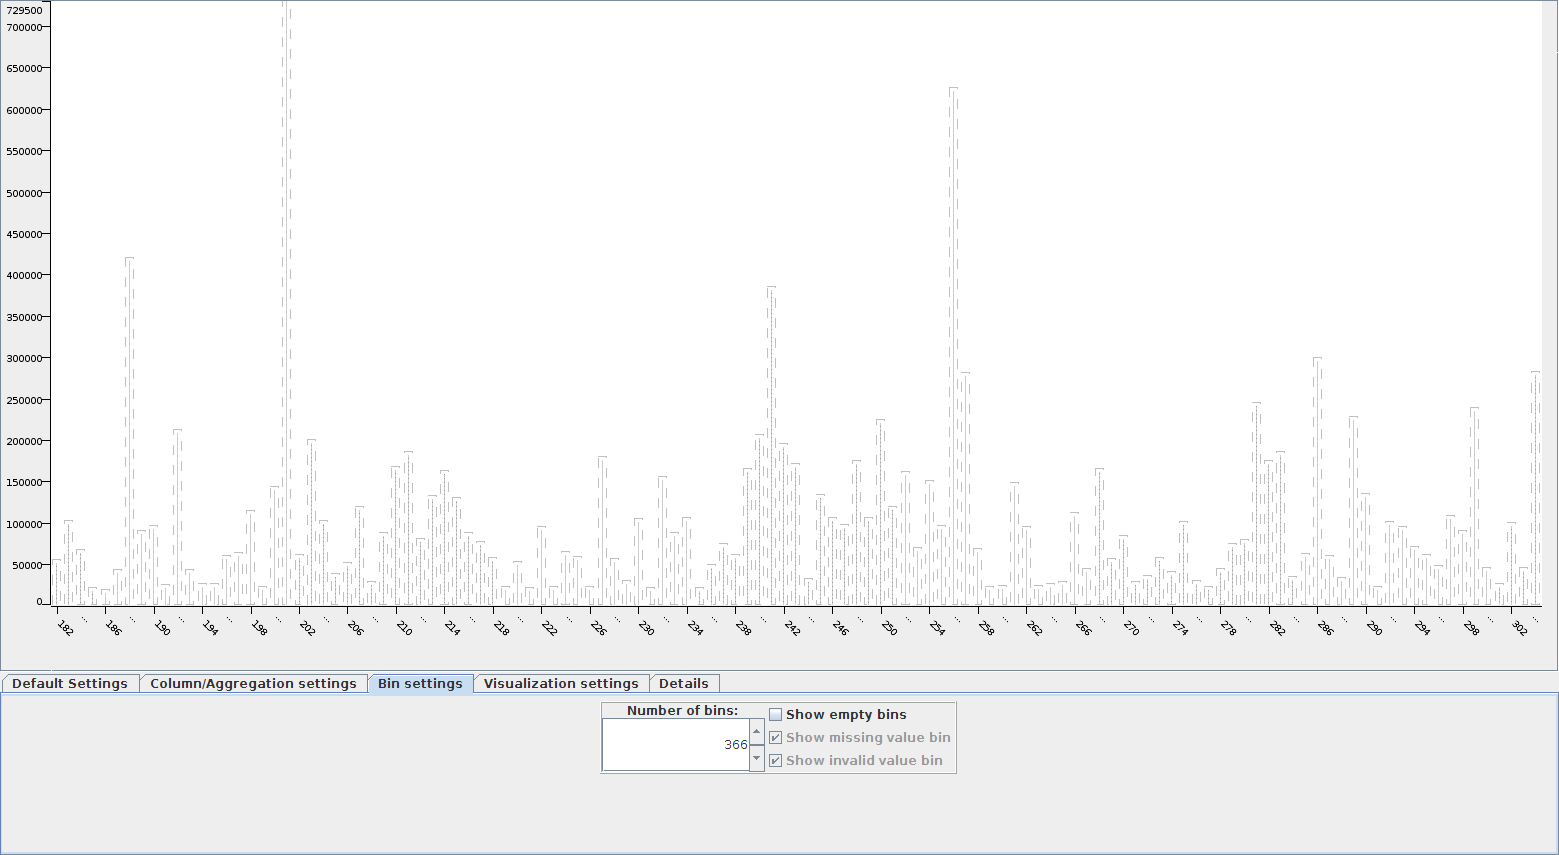 729500
700000
650000
600000
550000
500000
450000
400000
350000
300000
250000
200000
150000
100000
50000
0
182 ... 186 ... 190 ... 194 ... 198 ... 202 ... 206 ... 210 ... 214 ... 218 ... 222 ... 226 ... 230 ... 234 ... 238 ... 242 ... 246 ... 250 ... 254 ... 258 ... 262 ... 266 ... 270 ... 274 ... 278 ... 282 ... 286 ... 290 ... 294 ... 298 ... 302 ...
Default Settings Column/Aggregation settings Bin settings Visualization settings Details
Number of bins:
366
Show empty bins
Show missing value bin
Show invalid value bin